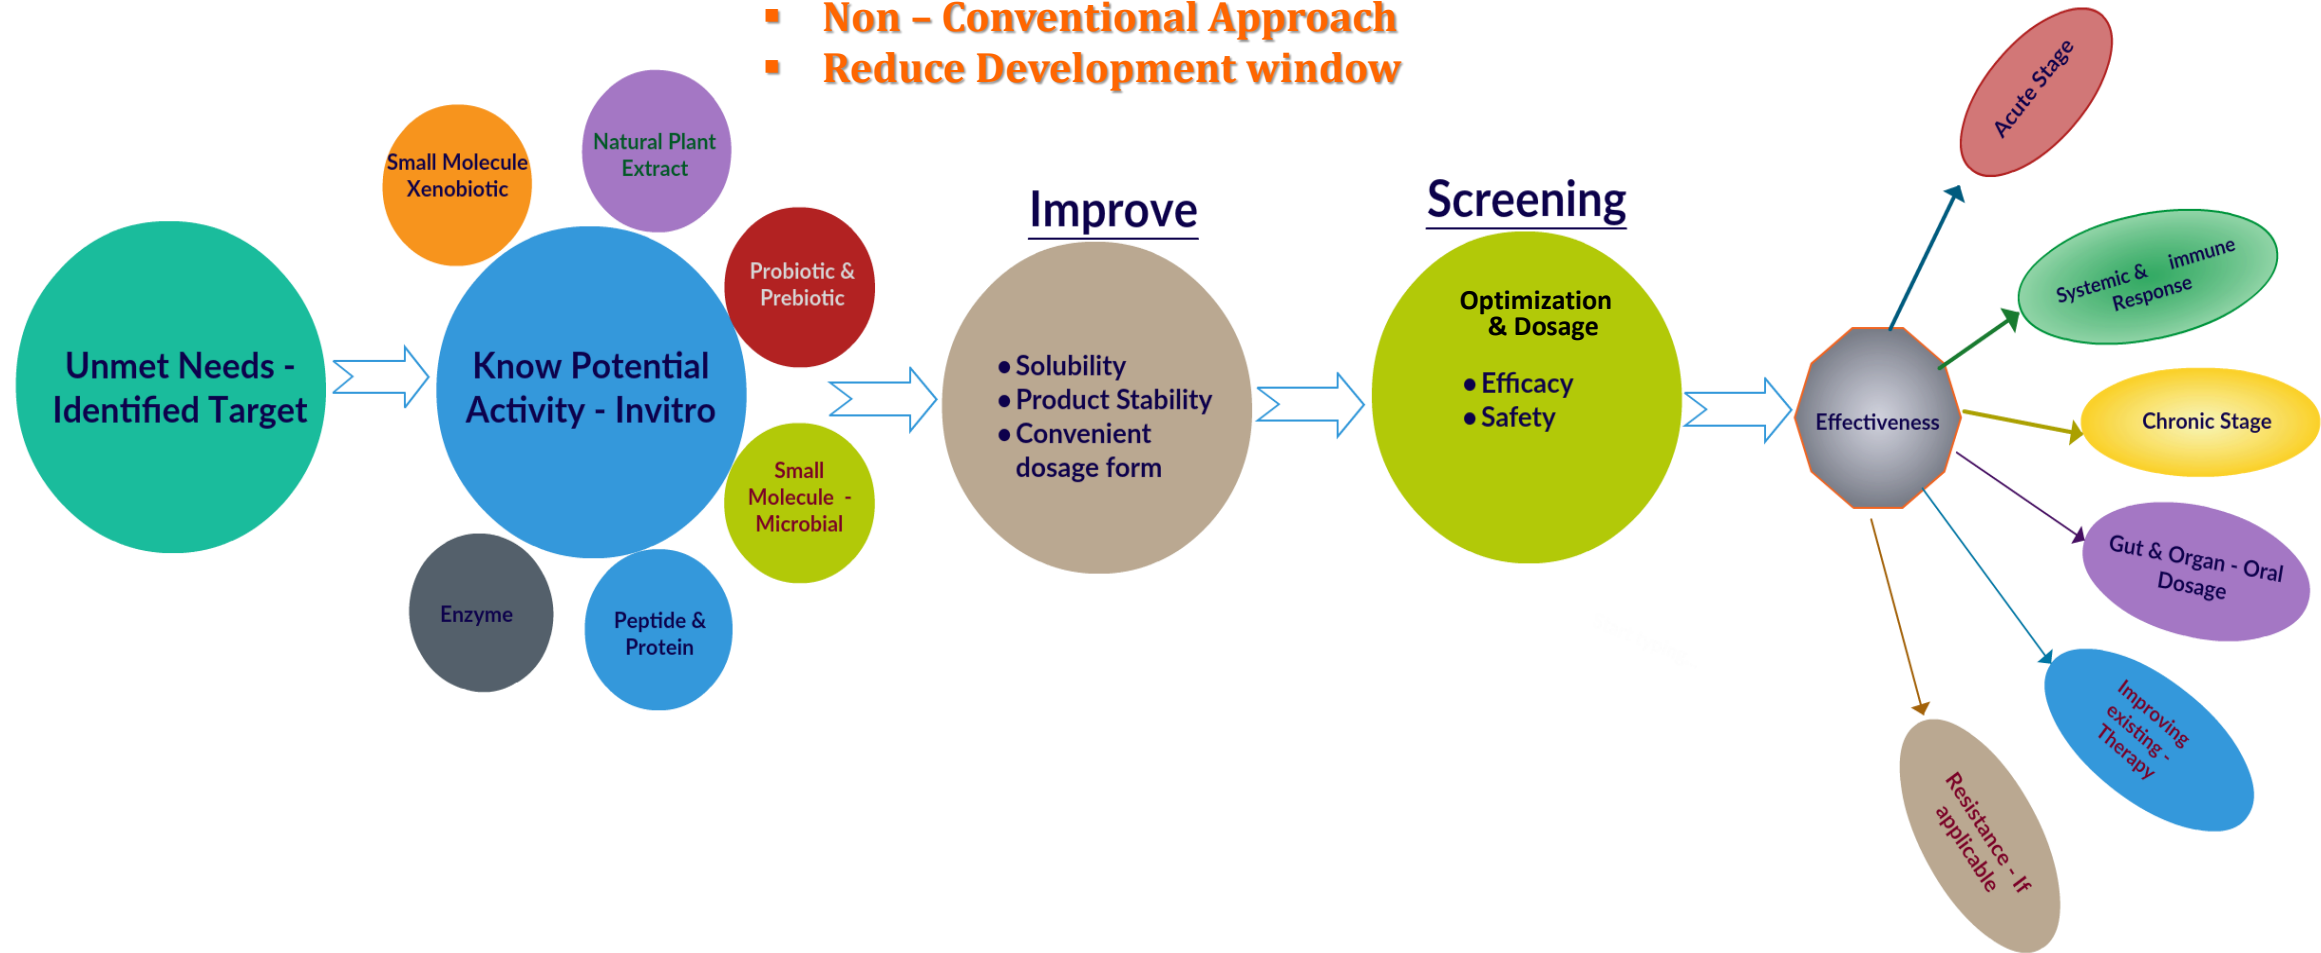 ▪ Non – Conventional Approach
▪ Reduce Development window
Unmet Needs -
Identified Target
Small Molecule
Xenobiotic
Natural Plant
Extract
Probiotic &
Prebiotic
Know Potential
Activity - Invitro
Small
Molecule -
Microbial
Enzyme
Peptide &
Protein
Improve
• Solubility
• Product Stability
• Convenient
dosage form
Screening
Optimization
& Dosage
• Efficacy
• Safety
Effectiveness
Acute Stage
Systemic & immune
Response
Chronic Stage
Gut & Organ - Oral
Dosage
Improving
existing -
Therapy
Resistance - If
applicable